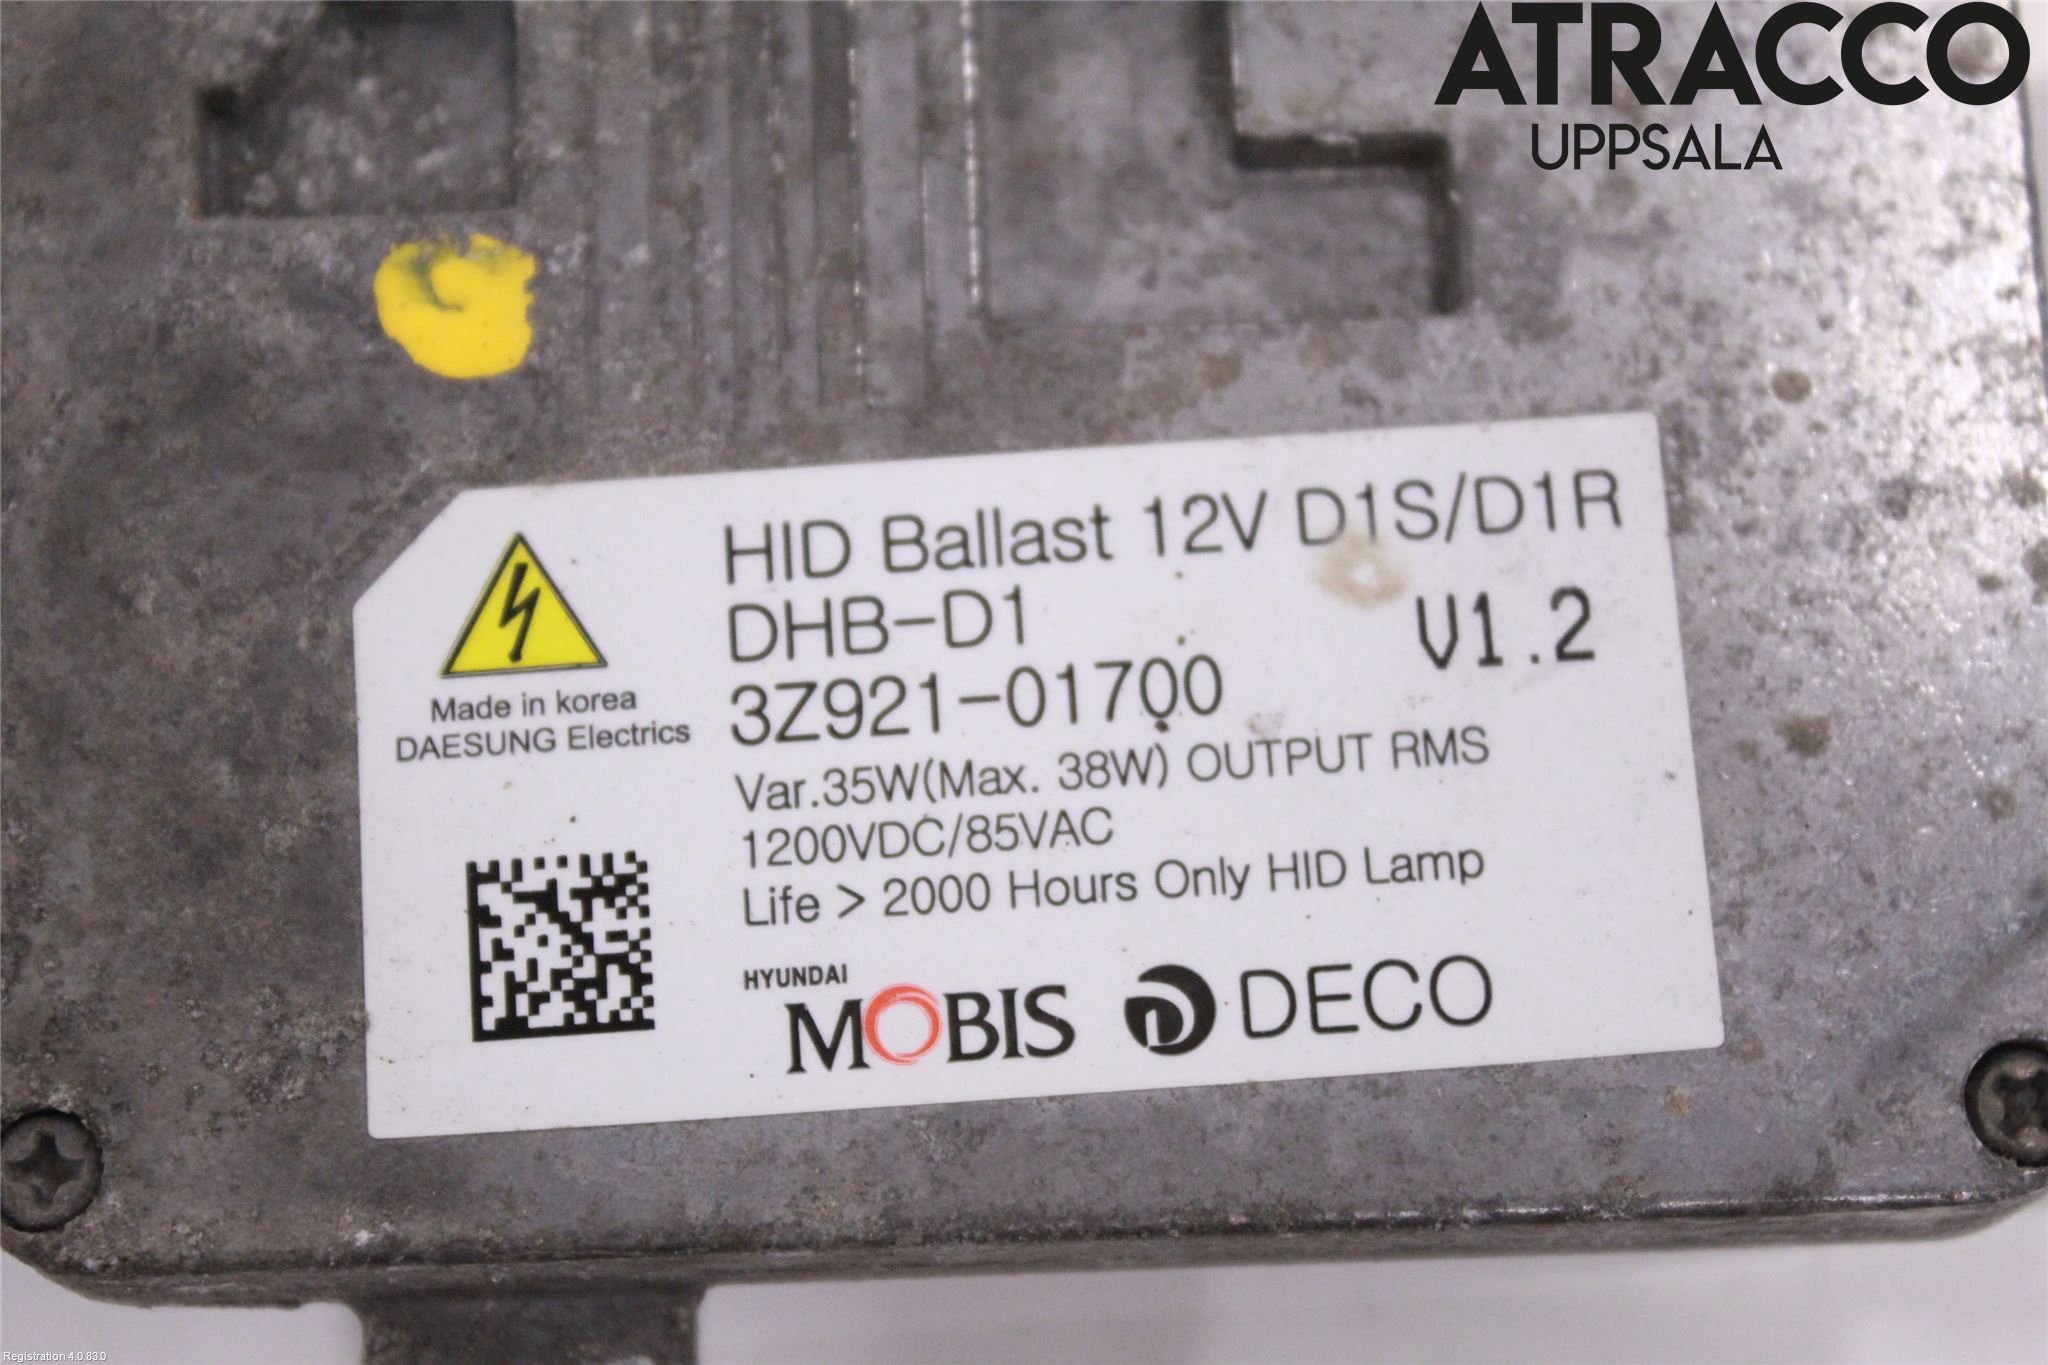 ATRACCO
UPPSALA
HID Ballast 12V D1S/D1R
DHB-D1
V1.2
3Z921-01700
Made in korea
DAESUNG Electrics
Var.35W(Max. 38W) OUTPUT RMS
1200VDC/85VAC
Life > 2000 Hours Only HID Lamp
HYUNDAI
MOBIS
DECO
Registration 4.0.83.0